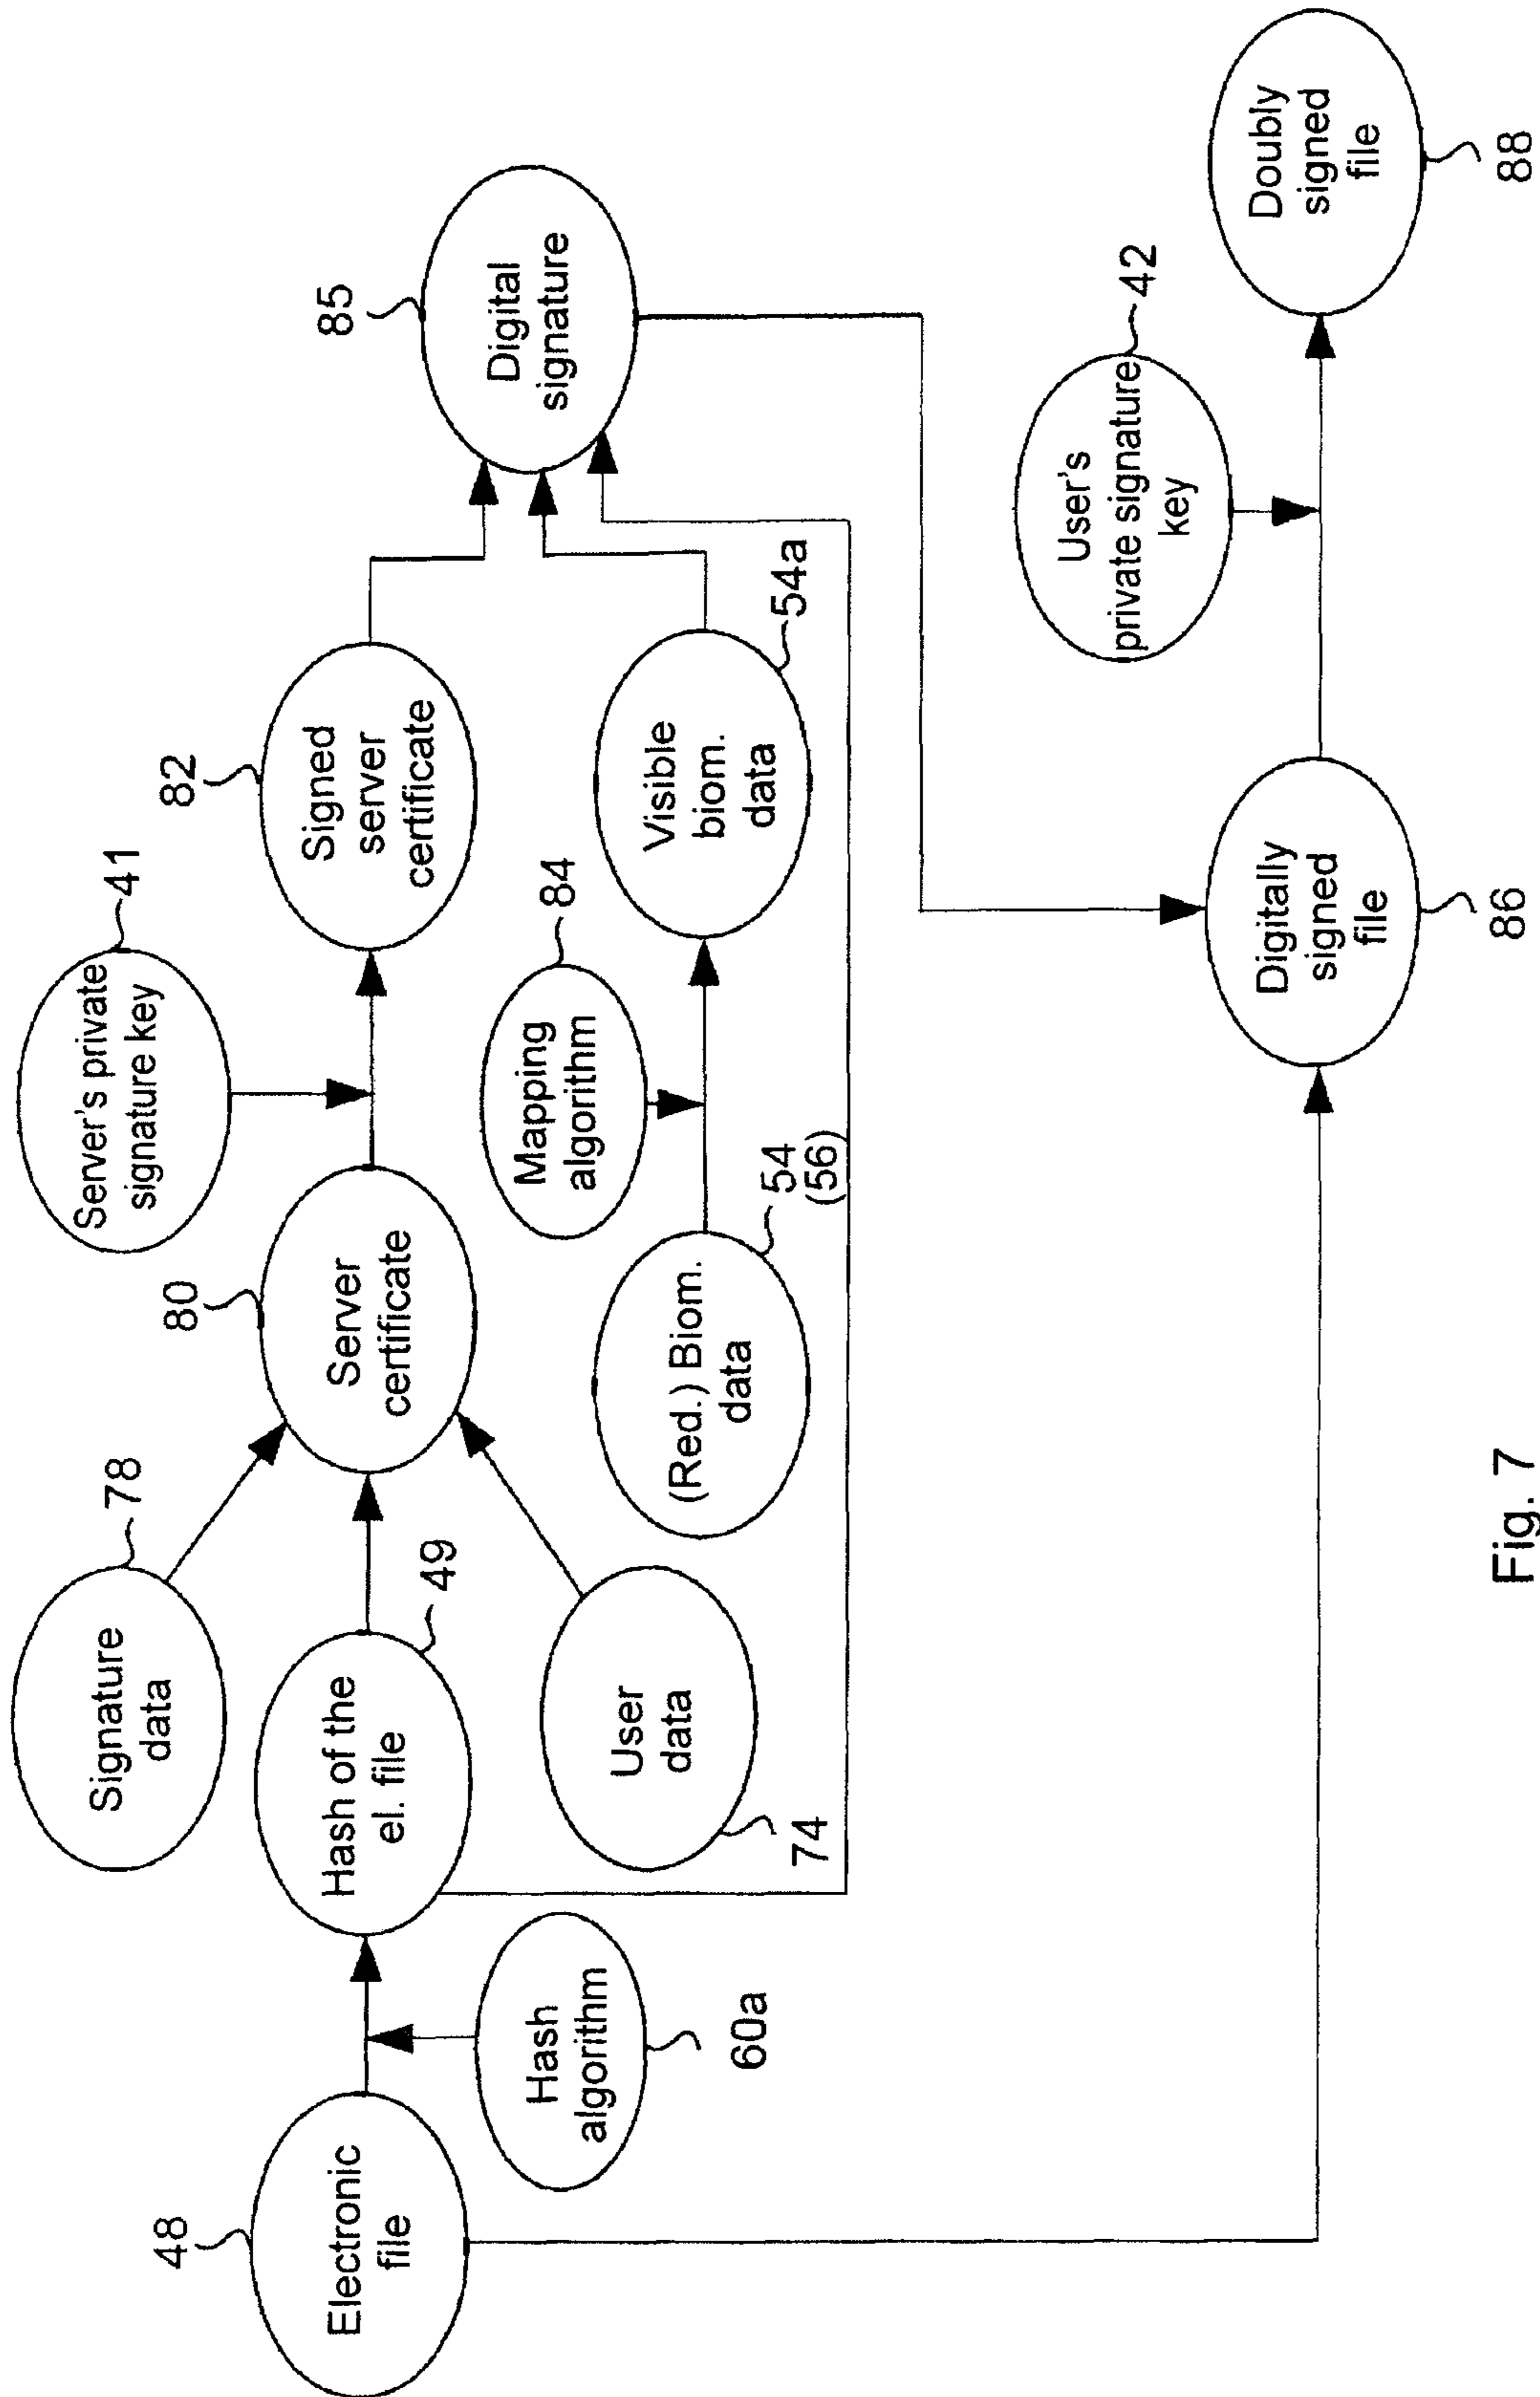 48
Electronic
file
Hash
algorithm
60a
Signature
data
78
Hash of the
el. file
49
User
data
74
80
Server
certificate
Server's private
signature key
41
Mapping
algorithm
84
(Red.) Biom.
data
54
(56)
82
Signed
server
certificate
Visible
biom.
data
54a
85
Digital
signature
Digitally
signed
file
86
User's
private signature
key
42
Doubly
signed
file
88
Fig. 7